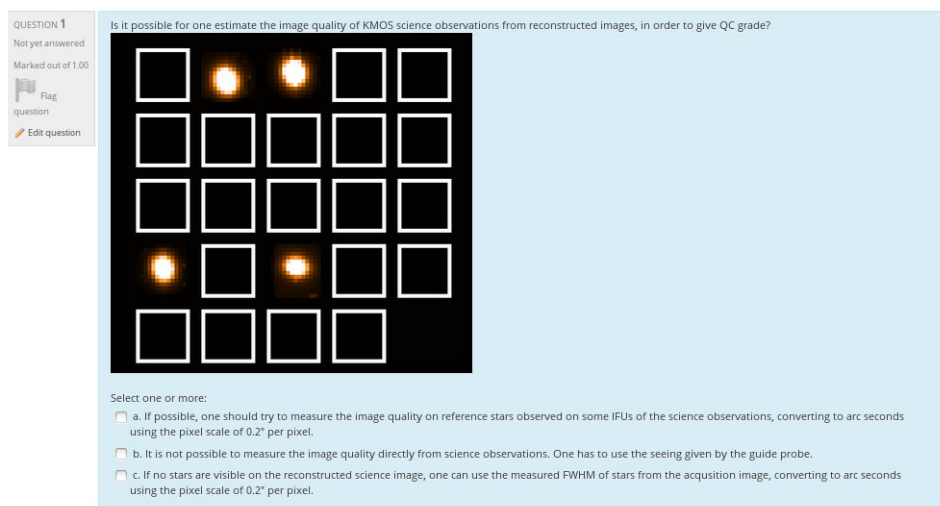 QUESTION 1
Not yet answered
Marked out of 1.00
Flag
question
Edit question
Is it possible for one estimate the image quality of KMOS science observations from reconstructed images, in order to give QC grade?
Select one or more:
a. If possible, one should try to measure the image quality on reference stars observed on some IFUs of the science observations, converting to arc seconds
using the pixel scale of 0.2" per pixel.
b. It is not possible to measure the image quality directly from science observations. One has to use the seeing given by the guide probe.
c. If no stars are visible on the reconstructed science image, one can use the measured FWHM of stars from the acqusition image, converting to arc seconds
using the pixel scale of 0.2" per pixel.